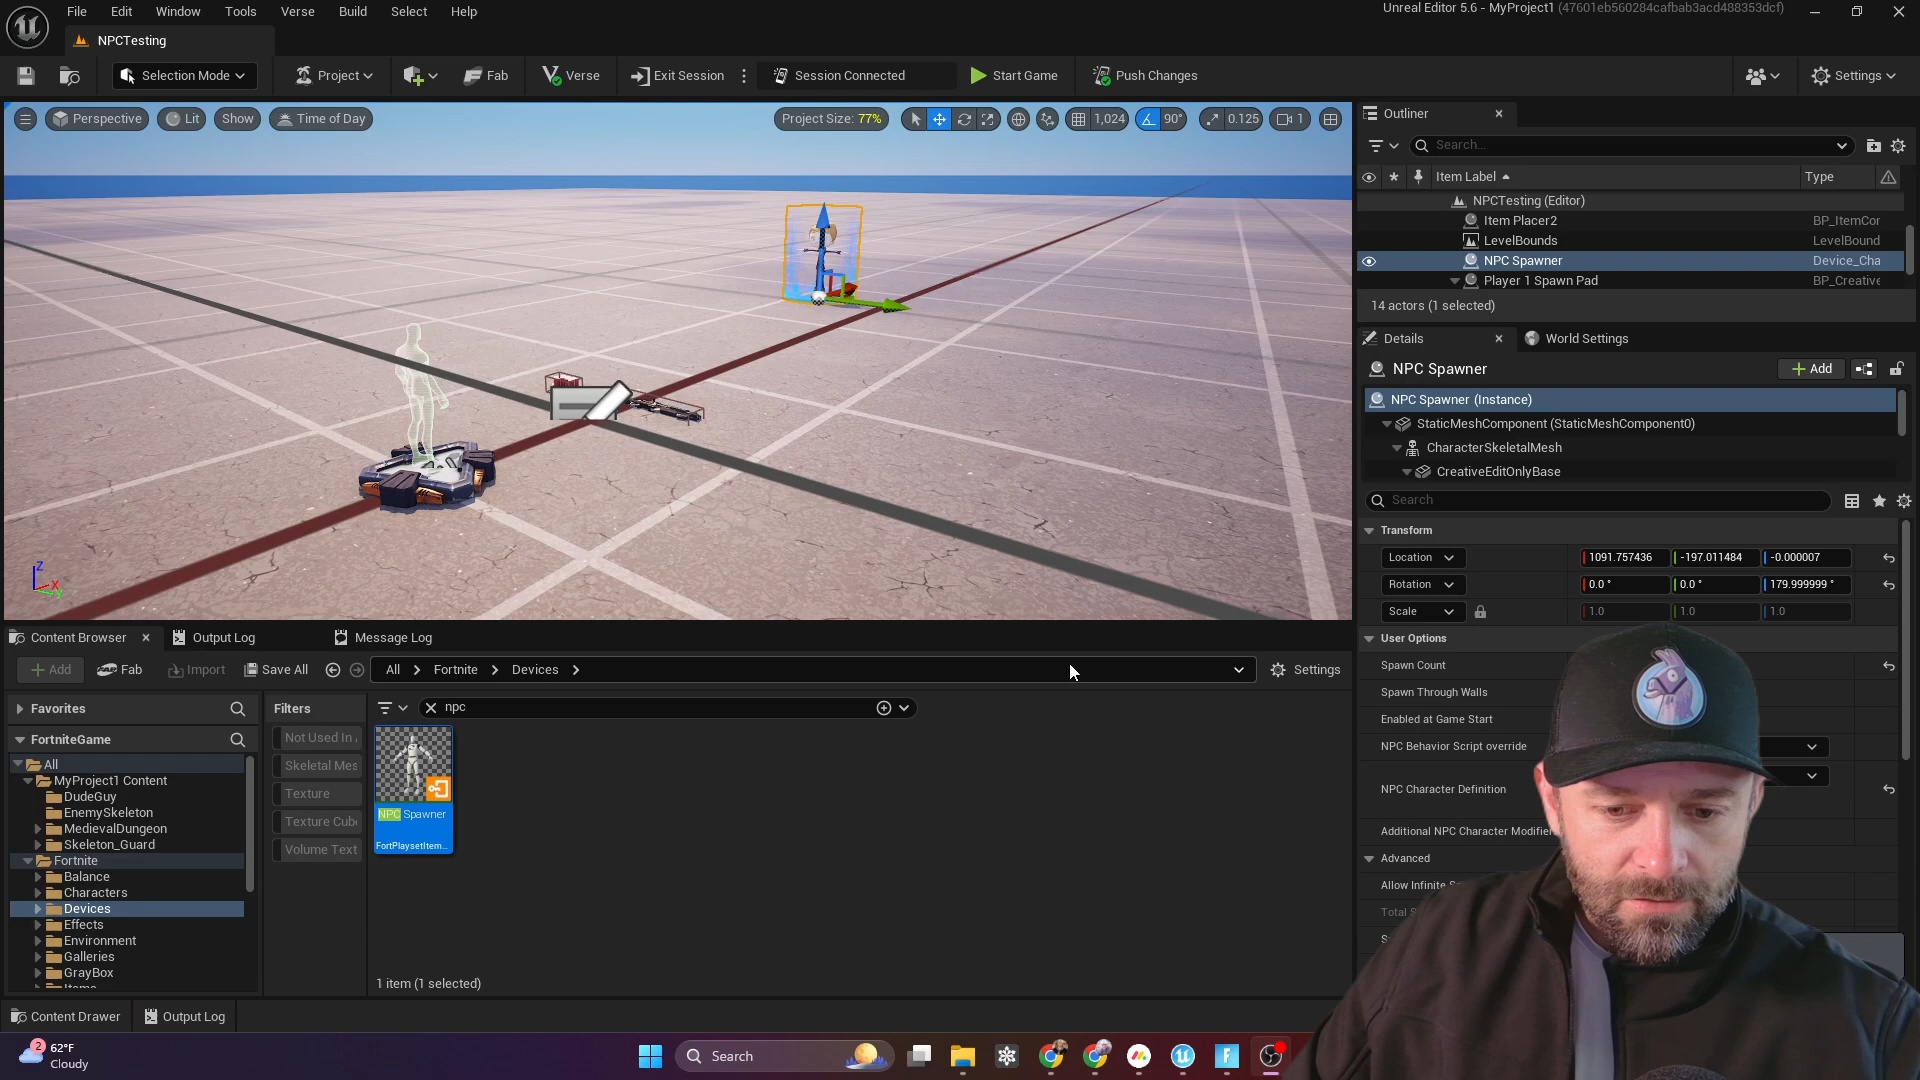 File Edit Window Tools Verse Build Select Help
Unreal Editor 5.6 - MyProject1 (47601eb560284cafbab3acd488353dcf)
NPCTesting
Selection Mode
Project
Fab
Verse
Exit Session
Session Connected
Start Game
Push Changes
Settings
Perspective
Lit
Show
Time of Day
Project Size: 77%
1,024
90°
0.125
1
Outliner
Search...
Item Label
Type
NPCTesting (Editor)
Item Placer2 BP_ItemCor
LevelBounds LevelBound
NPC Spawner Device_Cha
Player 1 Spawn Pad BP_Creative
14 actors (1 selected)
Details
World Settings
NPC Spawner
Add
NPC Spawner (Instance)
StaticMeshComponent (StaticMeshComponent0)
CharacterSkeletalMesh
CreativeEditOnlyBase
Search
Transform
Location 1091.757436 -197.011484 -0.000007
Rotation 0.0 ° 0.0 ° 179.999999 °
Scale 1.0 1.0 1.0
User Options
Spawn Count
Spawn Through Walls
Enabled at Game Start
NPC Behavior Script override
NPC Character Definition
Additional NPC Character Modifier
Advanced
Allow Infinite
Z
X
Y
Content Browser
Output Log
Message Log
Add
Fab
Import
Save All
All
Fortnite
Devices
Settings
Favorites
FortniteGame
All
MyProject1 Content
DudeGuy
EnemySkeleton
MedievalDungeon
Skeleton_Guard
Fortnite
Balance
Characters
Devices
Effects
Environment
Galleries
GrayBox
Filters
Not Used In
Skeletal Mes
Texture
Texture Cub
Volume Text
npc
NPC Spawner
FortPlaysetItem...
1 item (1 selected)
Content Drawer
Output Log
2
62°F
Cloudy
Search